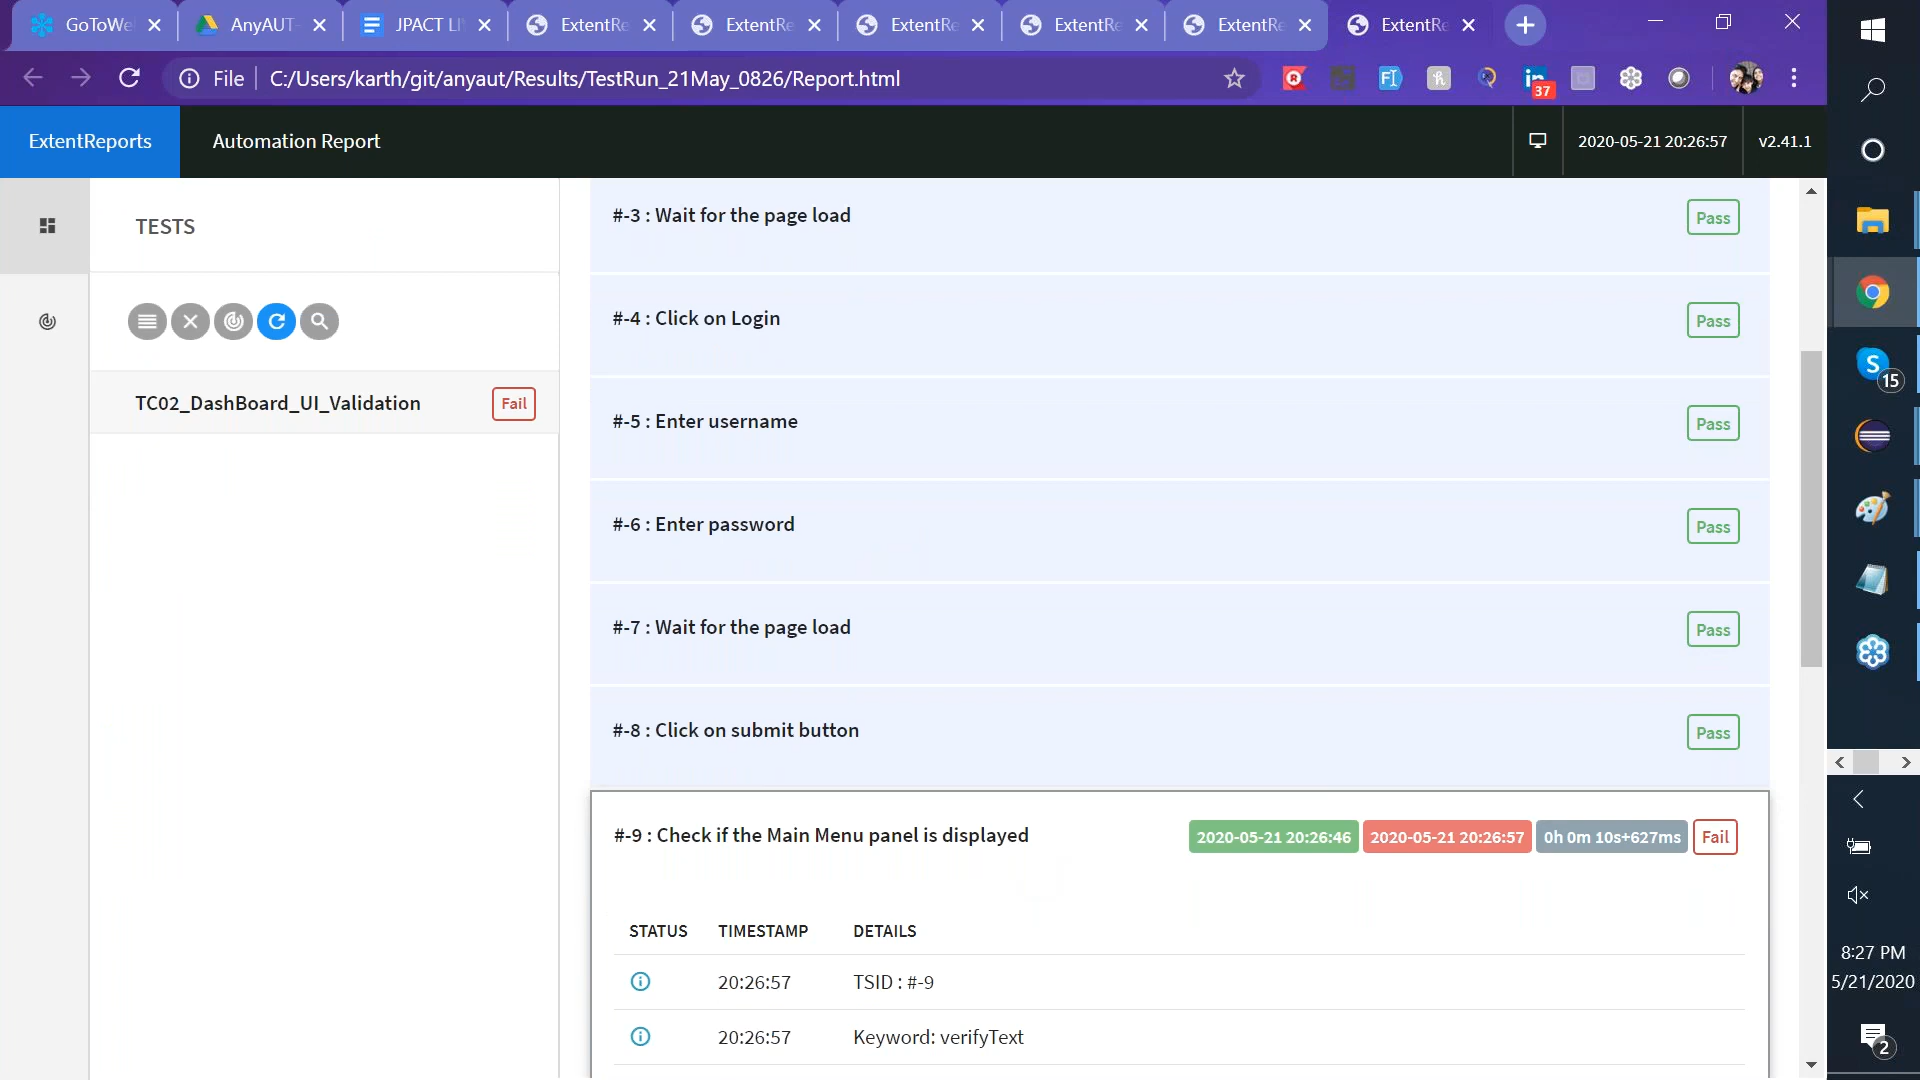 GoToWe
AnyAUT-
JPACT LI
ExtentRe
ExtentRe
ExtentRe
ExtentRe
ExtentRe
ExtentRe
File
C:/Users/karth/git/anyaut/Results/TestRun_21May_0826/Report.html
37
ExtentReports
Automation Report
2020-05-21 20:26:57
v2.41.1
TESTS
TC02_DashBoard_UI_Validation
Fail
#-3 : Wait for the page load
Pass
#-4 : Click on Login
Pass
#-5 : Enter username
Pass
#-6 : Enter password
Pass
#-7 : Wait for the page load
Pass
#-8 : Click on submit button
Pass
#-9 : Check if the Main Menu panel is displayed
2020-05-21 20:26:46
2020-05-21 20:26:57
0h 0m 10s+627ms
Fail
STATUS TIMESTAMP DETAILS
20:26:57 TSID : #-9
20:26:57 Keyword: verifyText
15
8:27 PM
5/21/2020
2